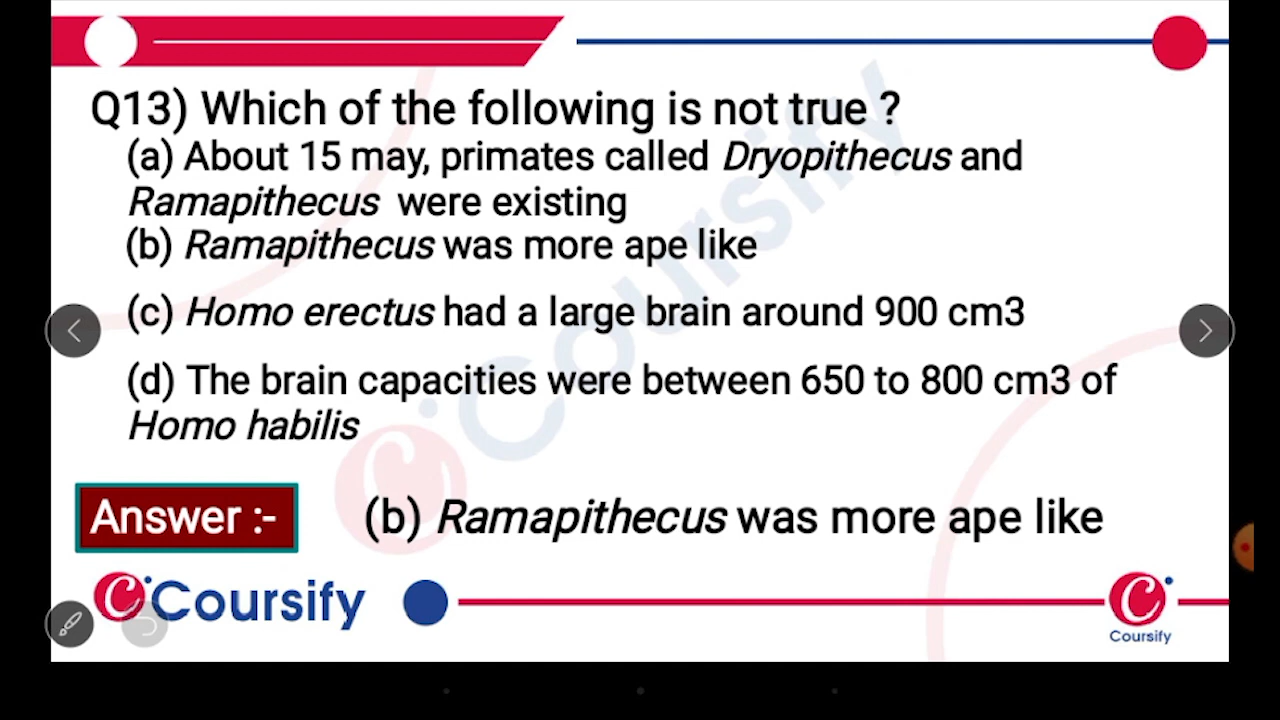 Q13) Which of the following is not true ?
(a) About 15 may, primates called Dryopithecus and
Ramapithecus were existing
(b) Ramapithecus was more ape like
(c) Homo erectus had a large brain around 900 cm3
(d) The brain capacities were between 650 to 800 cm3 of
Homo habilis
Answer :- (b) Ramapithecus was more ape like
Coursify
Coursify
Coursify